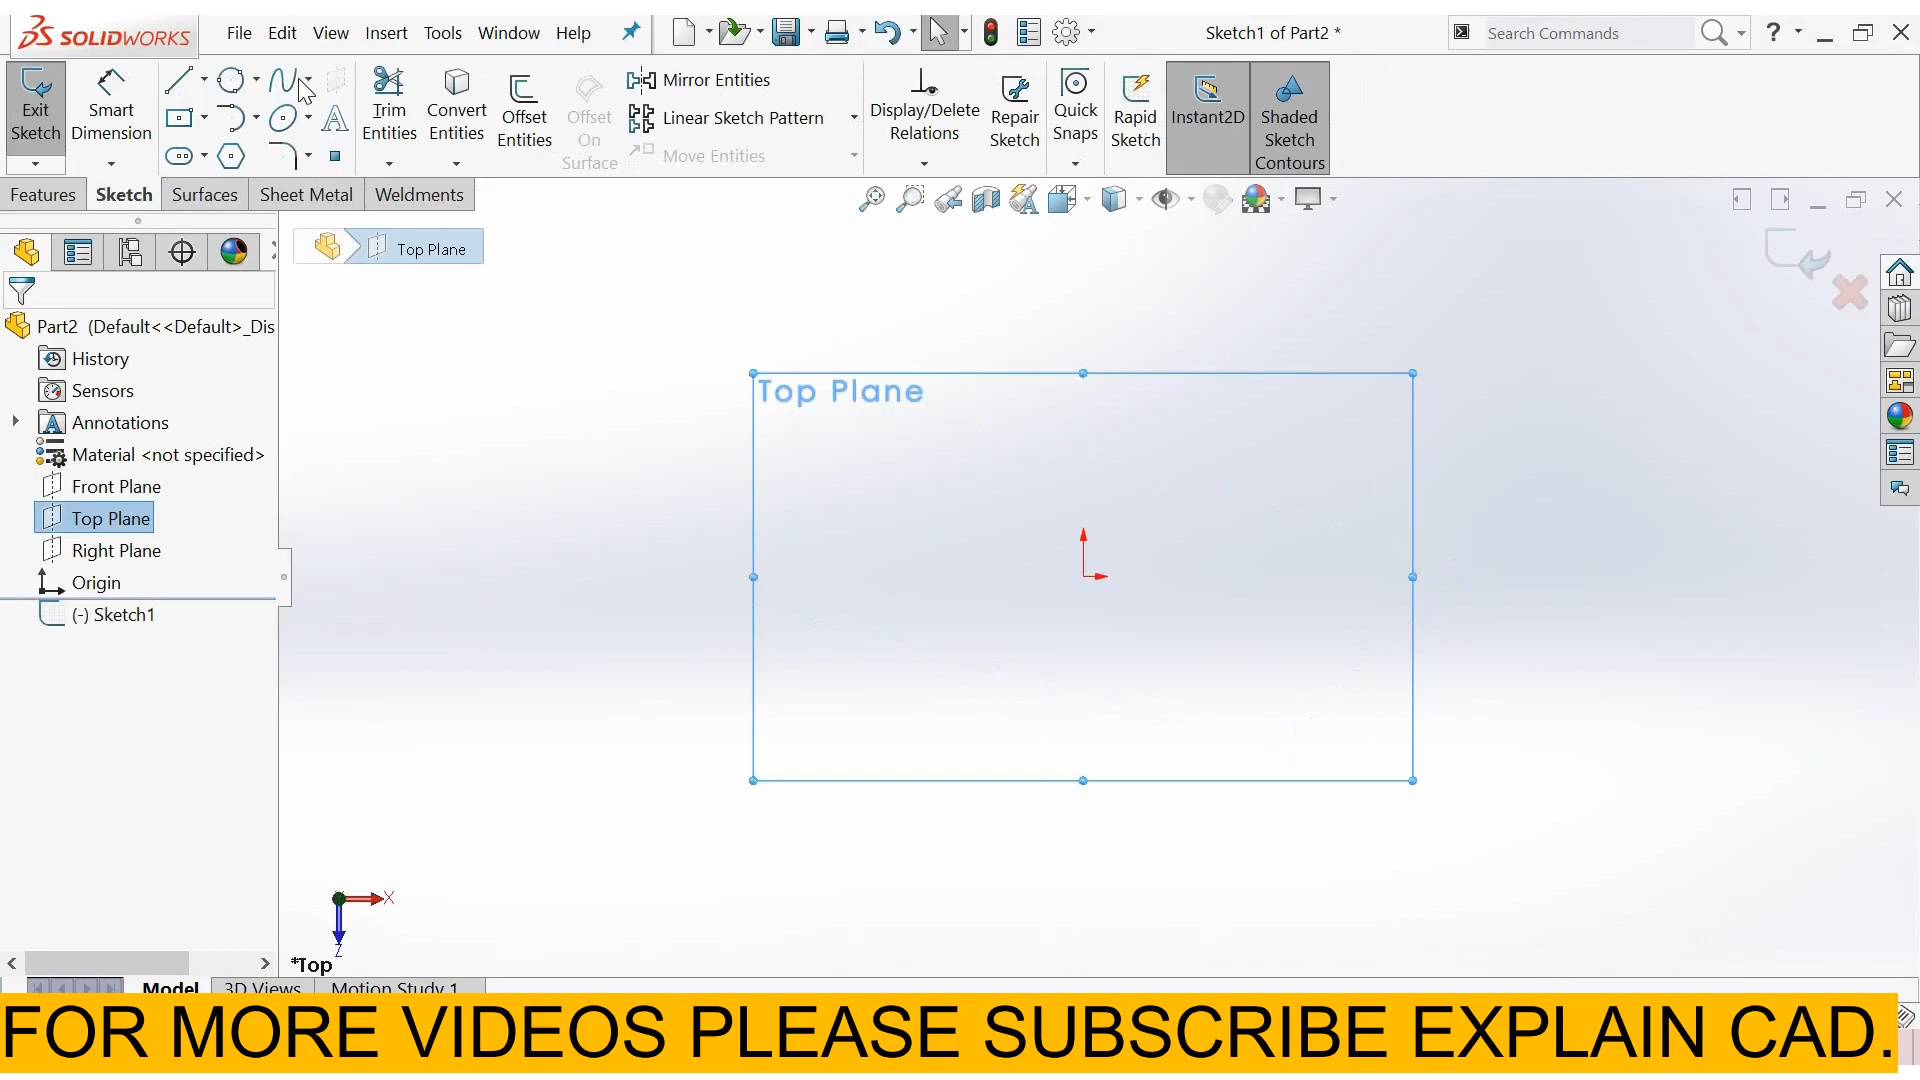 SOLIDWORKS File Edit View Insert Tools Window Help Sketch1 of Part2 * Search Commands ?
Exit Sketch
Smart Dimension
Trim Entities
Convert Entities
Offset Entities
Offset On Surface
Mirror Entities
Linear Sketch Pattern
Move Entities
Display/Delete Relations
Repair Sketch
Quick Snaps
Rapid Sketch
Instant2D
Shaded Sketch Contours
Features Sketch Surfaces Sheet Metal Weldments
Top Plane
Part2 (Default<<Default>_Dis
History
Sensors
Annotations
Material <not specified>
Front Plane
Top Plane
Right Plane
Origin
(-) Sketch1
Top Plane
X
Z
*Top
Model 3D Views Motion Study 1
FOR MORE VIDEOS PLEASE SUBSCRIBE EXPLAIN CAD.